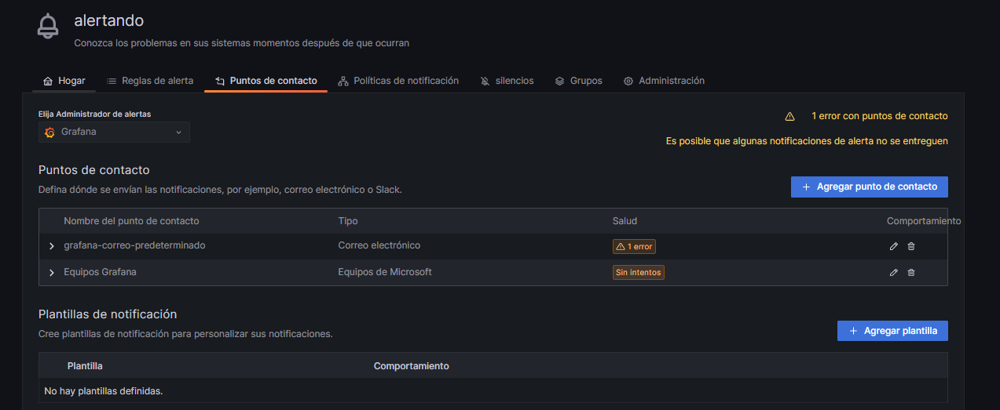 alertando
Conozca los problemas en sus sistemas momentos después de que ocurran
Hogar Reglas de alerta Puntos de contacto Políticas de notificación silencios Grupos Administración
Elija Administrador de alertas
Grafana
1 error con puntos de contacto
Es posible que algunas notificaciones de alerta no se entreguen
Puntos de contacto
Defina dónde se envían las notificaciones, por ejemplo, correo electrónico o Slack.
+ Agregar punto de contacto
Nombre del punto de contacto Tipo Salud Comportamiento
grafana-correo-predeterminado Correo electrónico 1 error
Equipos Grafana Equipos de Microsoft Sin intentos
Plantillas de notificación
Cree plantillas de notificación para personalizar sus notificaciones.
+ Agregar plantilla
Plantilla Comportamiento
No hay plantillas definidas.